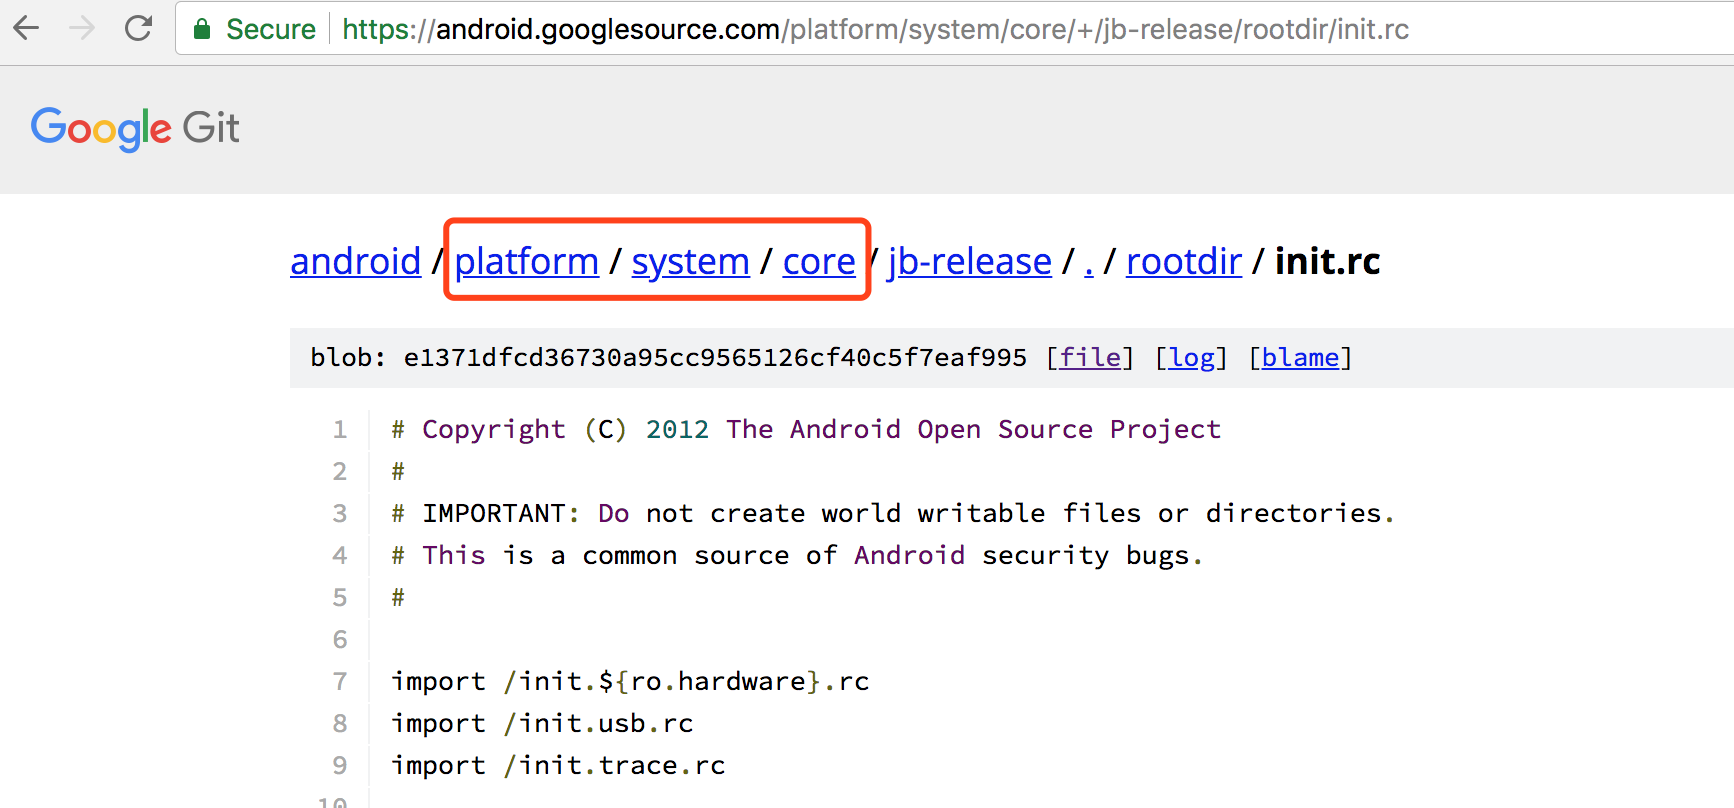 Secure https://android.googlesource.com/platform/system/core/+/jb-release/rootdir/init.rc
Google Git
android / platform / system / core / jb-release / . / rootdir / init.rc
blob: e1371dfcd36730a95cc9565126cf40c5f7eaf995 [file] [log] [blame]
1 # Copyright (C) 2012 The Android Open Source Project
2 #
3 # IMPORTANT: Do not create world writable files or directories.
4 # This is a common source of Android security bugs.
5 #
6
7 import /init.${ro.hardware}.rc
8 import /init.usb.rc
9 import /init.trace.rc
10